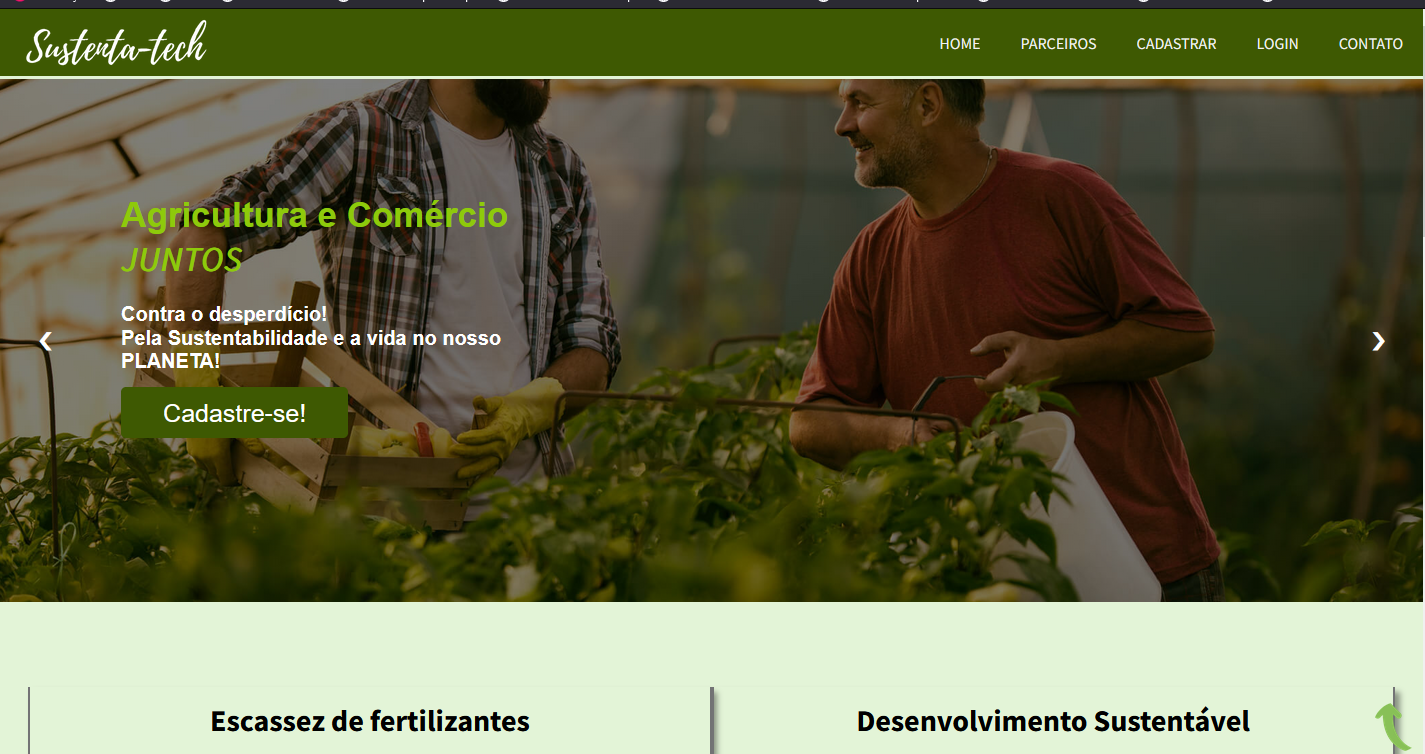 Sustenta-tech
HOME PARCEIROS CADASTRAR LOGIN CONTATO
Agricultura e Comércio
JUNTOS
Contra o desperdício!
Pela Sustentabilidade e a vida no nosso
PLANETA!
Cadastre-se!
Escassez de fertilizantes
Desenvolvimento Sustentável